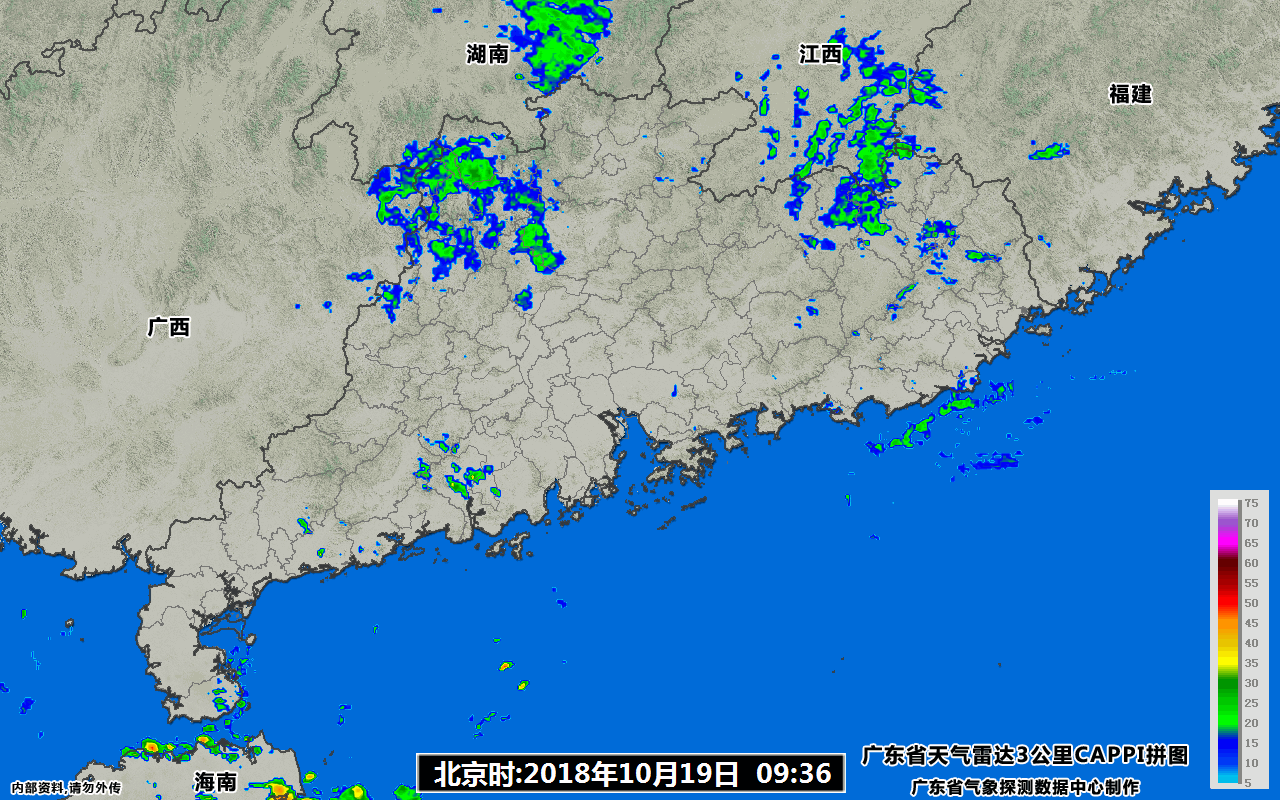 湖南
江西
福建
广西
75
70
65
60
55
50
45
40
35
30
25
20
15
10
5
广东省天气雷达3公里CAPPI拼图
海南
北京时:2018年10月19日 09:36
内部资料,请勿外传
广东省气象探测数据中心制作